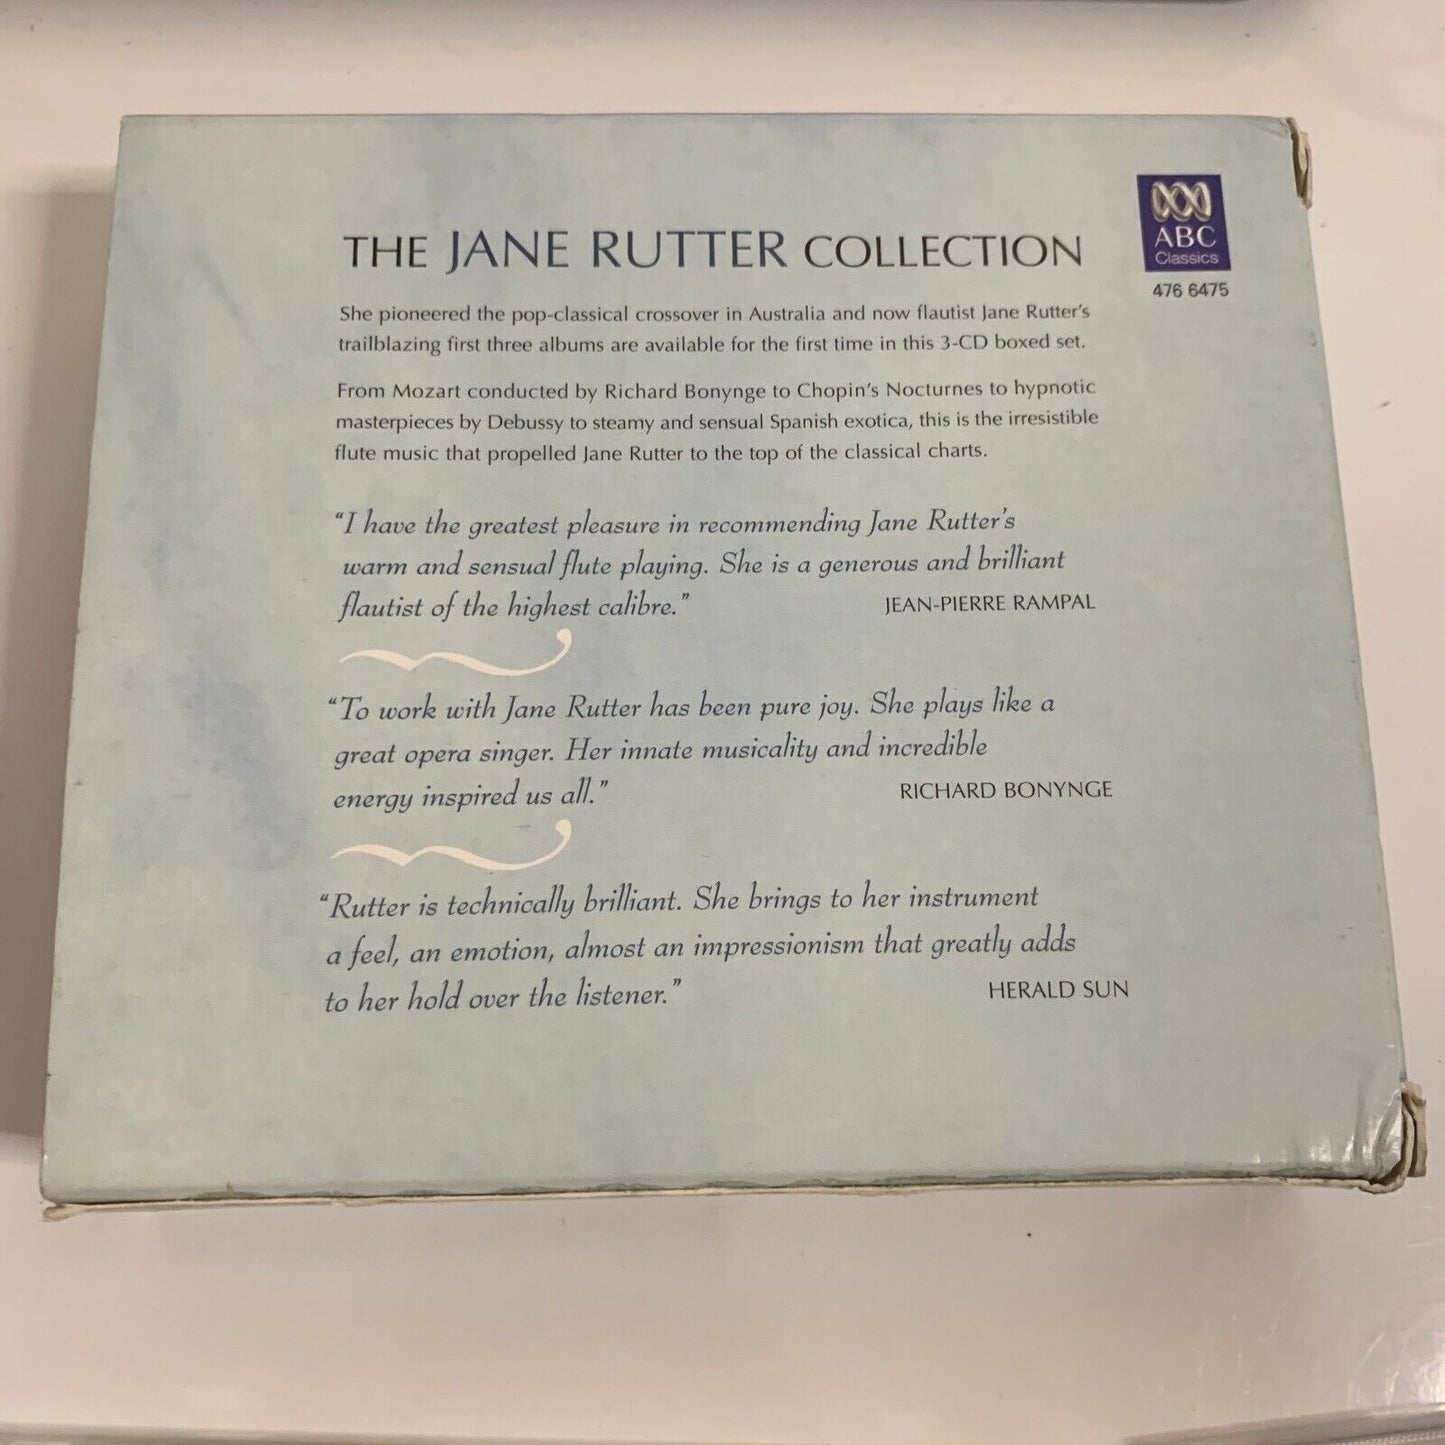 ABC
Classics
476 6475
THE JANE RUTTER COLLECTION
She pioneered the pop-classical crossover in Australia and now flautist Jane Rutter's
trailblazing first three albums are available for the first time in this 3-CD boxed set.
From Mozart conducted by Richard Bonynge to Chopin's Nocturnes to hypnotic
masterpieces by Debussy to steamy and sensual Spanish exotica, this is the irresistible
flute music that propelled Jane Rutter to the top of the classical charts.
“I have the greatest pleasure in recommending Jane Rutter's
warm and sensual flute playing. She is a generous and brilliant
flautist of the highest calibre.” JEAN-PIERRE RAMPAL
“To work with Jane Rutter has been pure joy. She plays like a
great opera singer. Her innate musicality and incredible
energy inspired us all.” RICHARD BONYNGE
“Rutter is technically brilliant. She brings to her instrument
a feel, an emotion, almost an impressionism that greatly adds
to her hold over the listener.” HERALD SUN